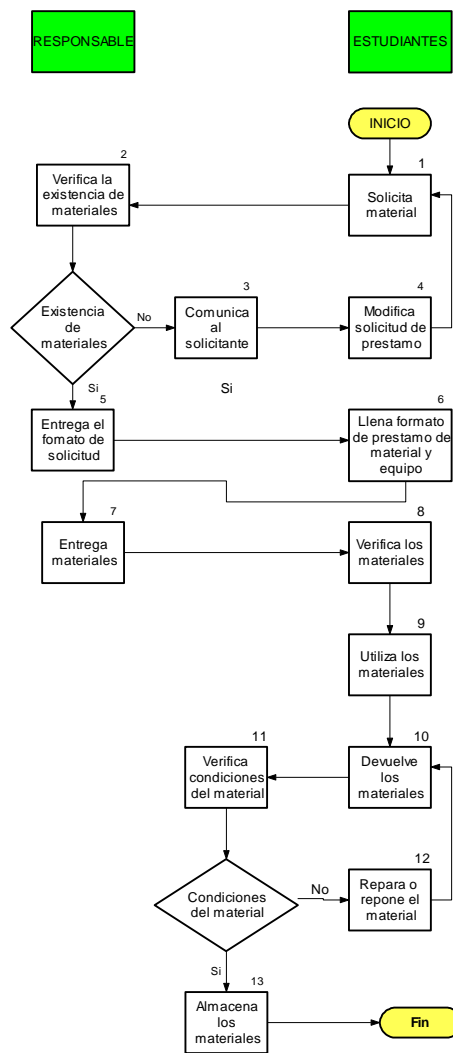 RESPONSABLE
ESTUDIANTES
INICIO
2
Verifica la
existencia de
materiales
1
Solicita
material
Existencia
de
materiales
No
3
Comunica
al
solicitante
4
Modifica
solicitud de
prestamo
Si
Si
5
Entrega el
fomato de
solicitud
6
Llena formato
de prestamo de
material y
equipo
7
Entrega
materiales
8
Verifica los
materiales
9
Utiliza los
materiales
11
Verifica
condiciones
del material
10
Devuelve
los
materiales
Condiciones
del material
No
12
Repara o
repone el
material
Si
13
Almacena
los
materiales
Fin